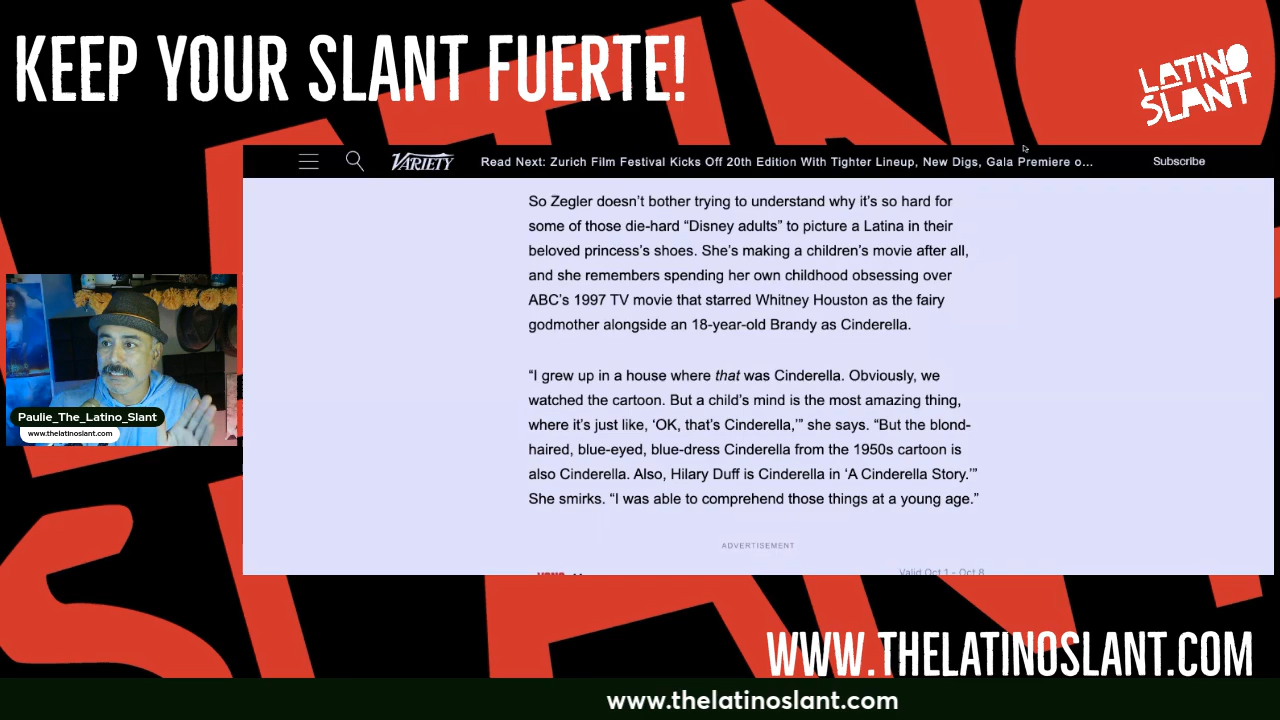 KEEP YOUR SLANT FUERTE!
LATINO
SLANT
VARIETY
Read Next: Zurich Film Festival Kicks Off 20th Edition With Tighter Lineup, New Digs, Gala Premiere o...
Subscribe
So Zegler doesn’t bother trying to understand why it’s so hard for
some of those die-hard “Disney adults” to picture a Latina in their
beloved princess’s shoes. She’s making a children’s movie after all,
and she remembers spending her own childhood obsessing over
ABC’s 1997 TV movie that starred Whitney Houston as the fairy
godmother alongside an 18-year-old Brandy as Cinderella.
“I grew up in a house where that was Cinderella. Obviously, we
watched the cartoon. But a child’s mind is the most amazing thing,
where it’s just like, ‘OK, that’s Cinderella,’” she says. “But the blond-
haired, blue-eyed, blue-dress Cinderella from the 1950s cartoon is
also Cinderella. Also, Hilary Duff is Cinderella in ‘A Cinderella Story.’”
She smirks. “I was able to comprehend those things at a young age.”
ADVERTISEMENT
Valid Oct 1 - Oct 8
Paulie_The_Latino_Slant
www.thelatinoslant.com
WWW.THELATINOSLANT.COM
www.thelatinoslant.com